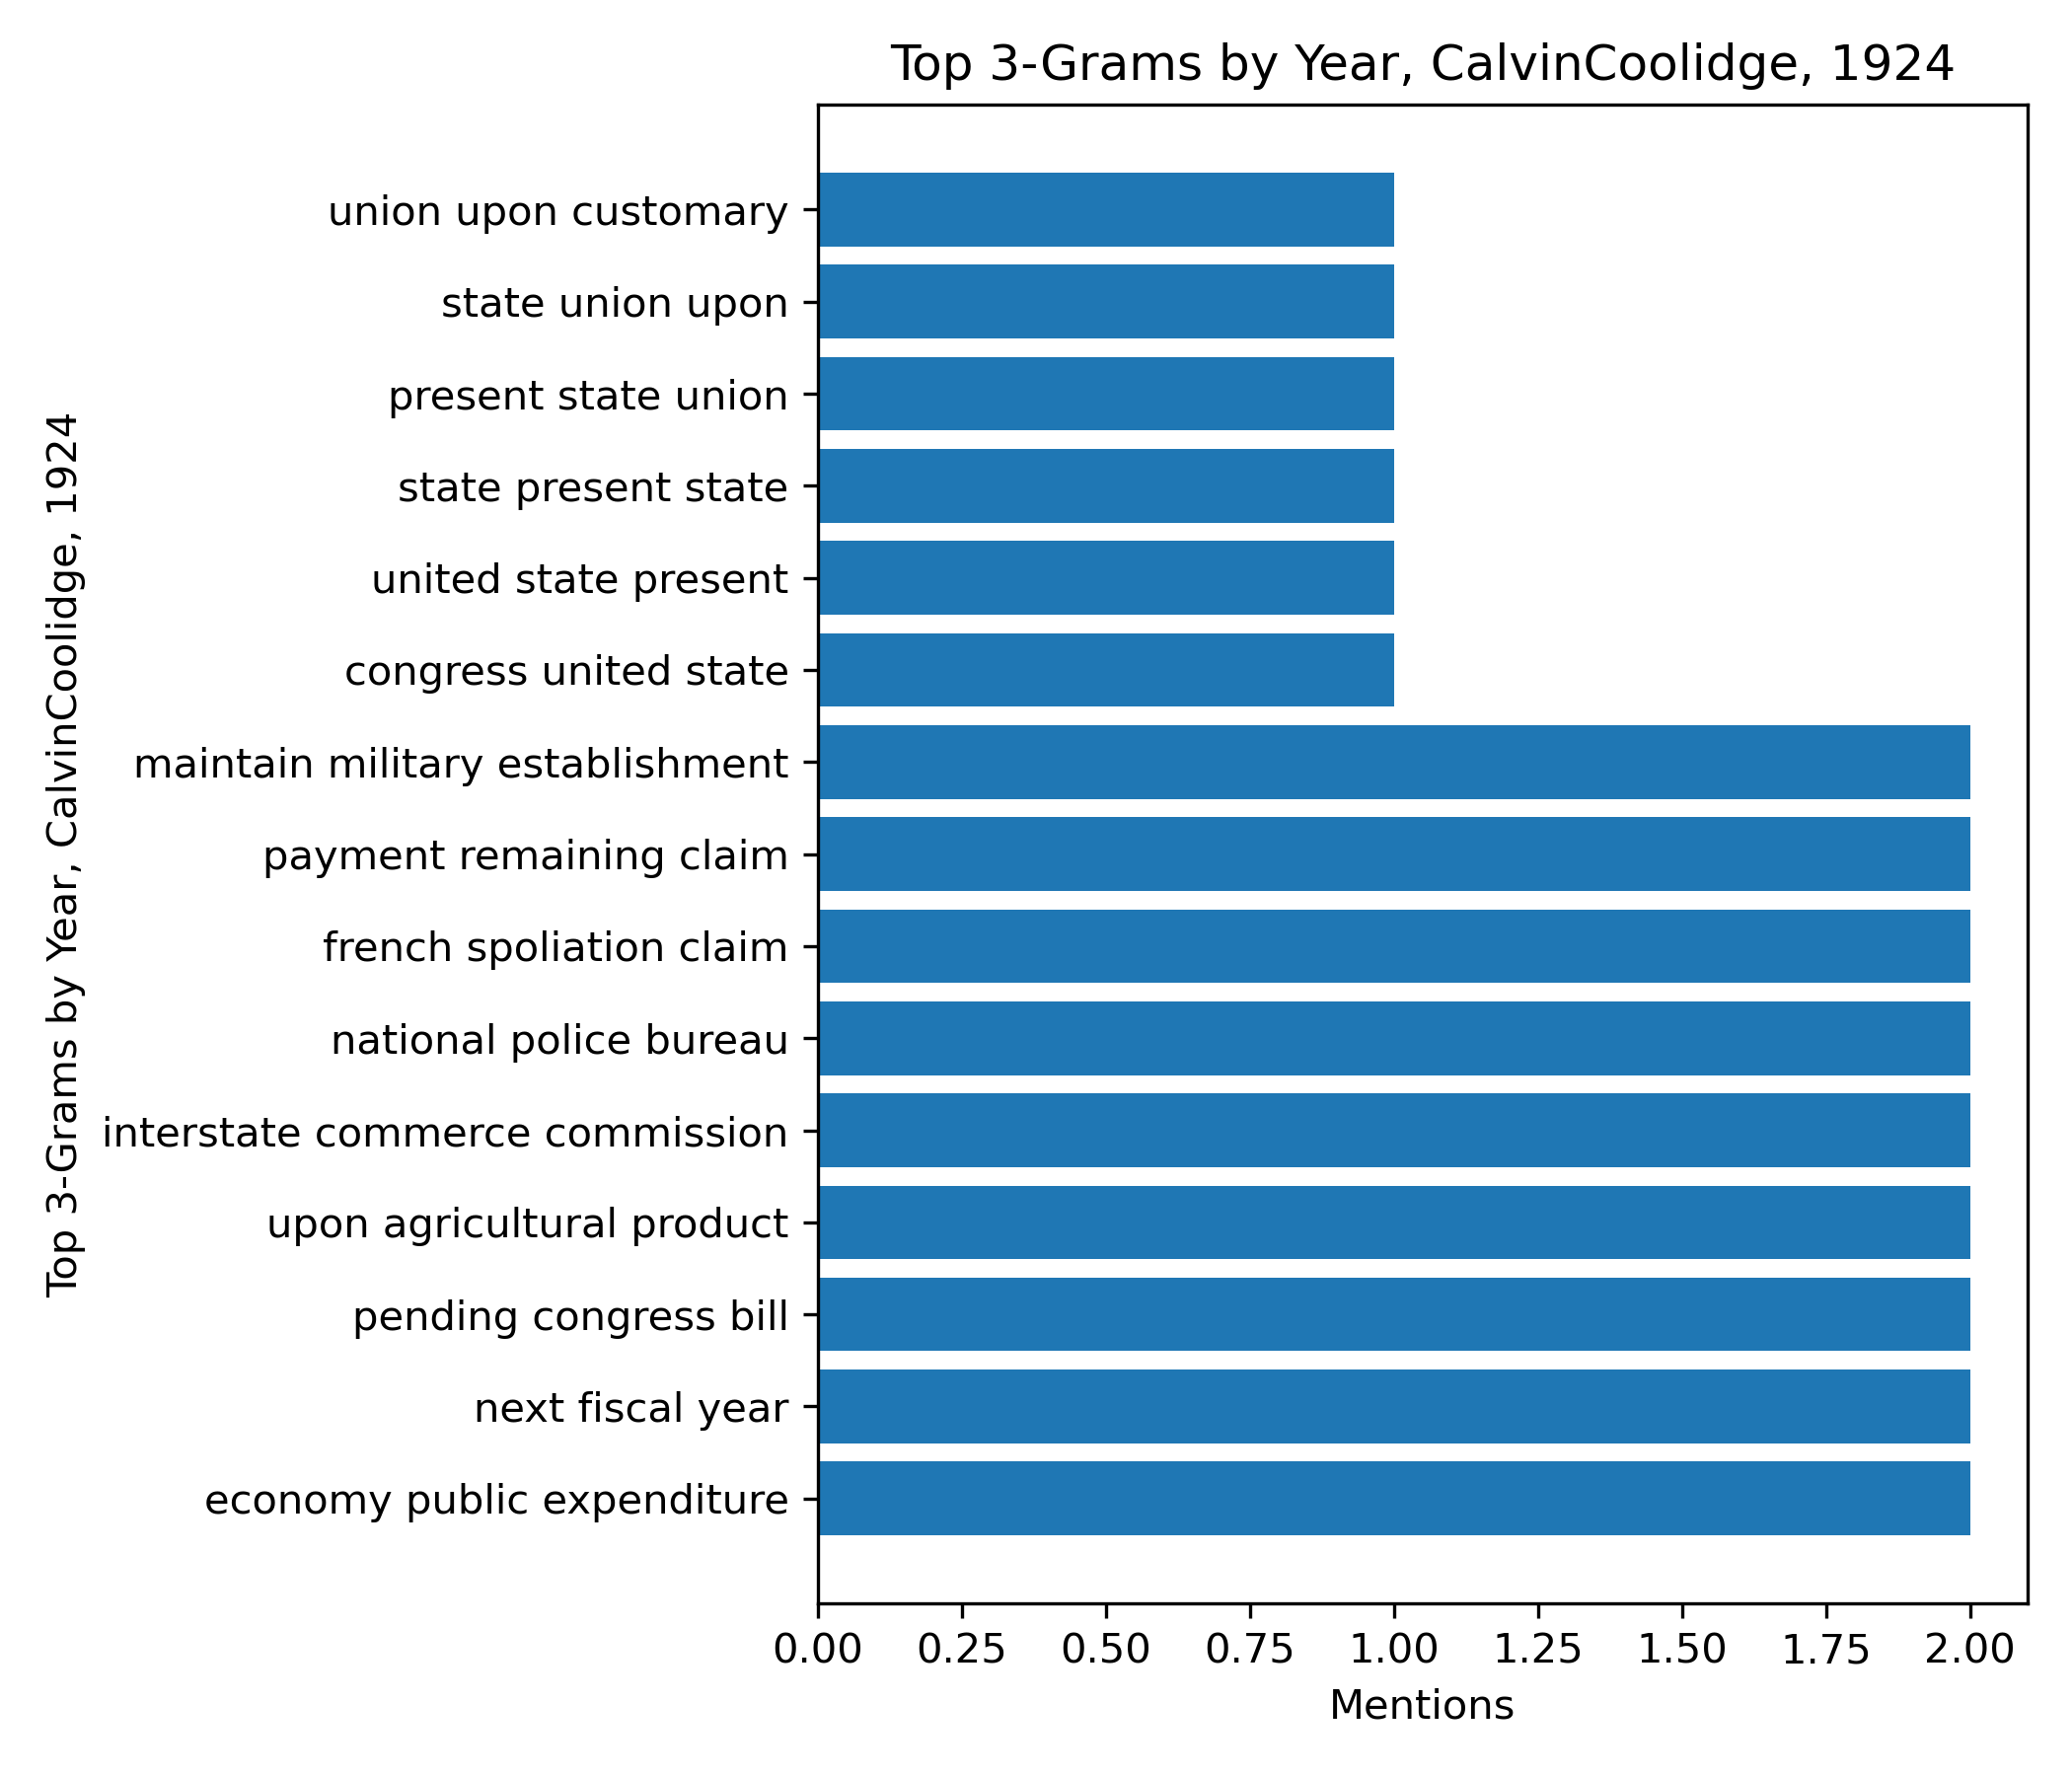 Top 3-Grams by Year, CalvinCoolidge, 1924
Top 3-Grams by Year, CalvinCoolidge, 1924
union upon customary
state union upon
present state union
state present state
united state present
congress united state
maintain military establishment
payment remaining claim
french spoliation claim
national police bureau
interstate commerce commission
upon agricultural product
pending congress bill
next fiscal year
economy public expenditure
0.00 0.25 0.50 0.75 1.00 1.25 1.50 1.75 2.00
Mentions